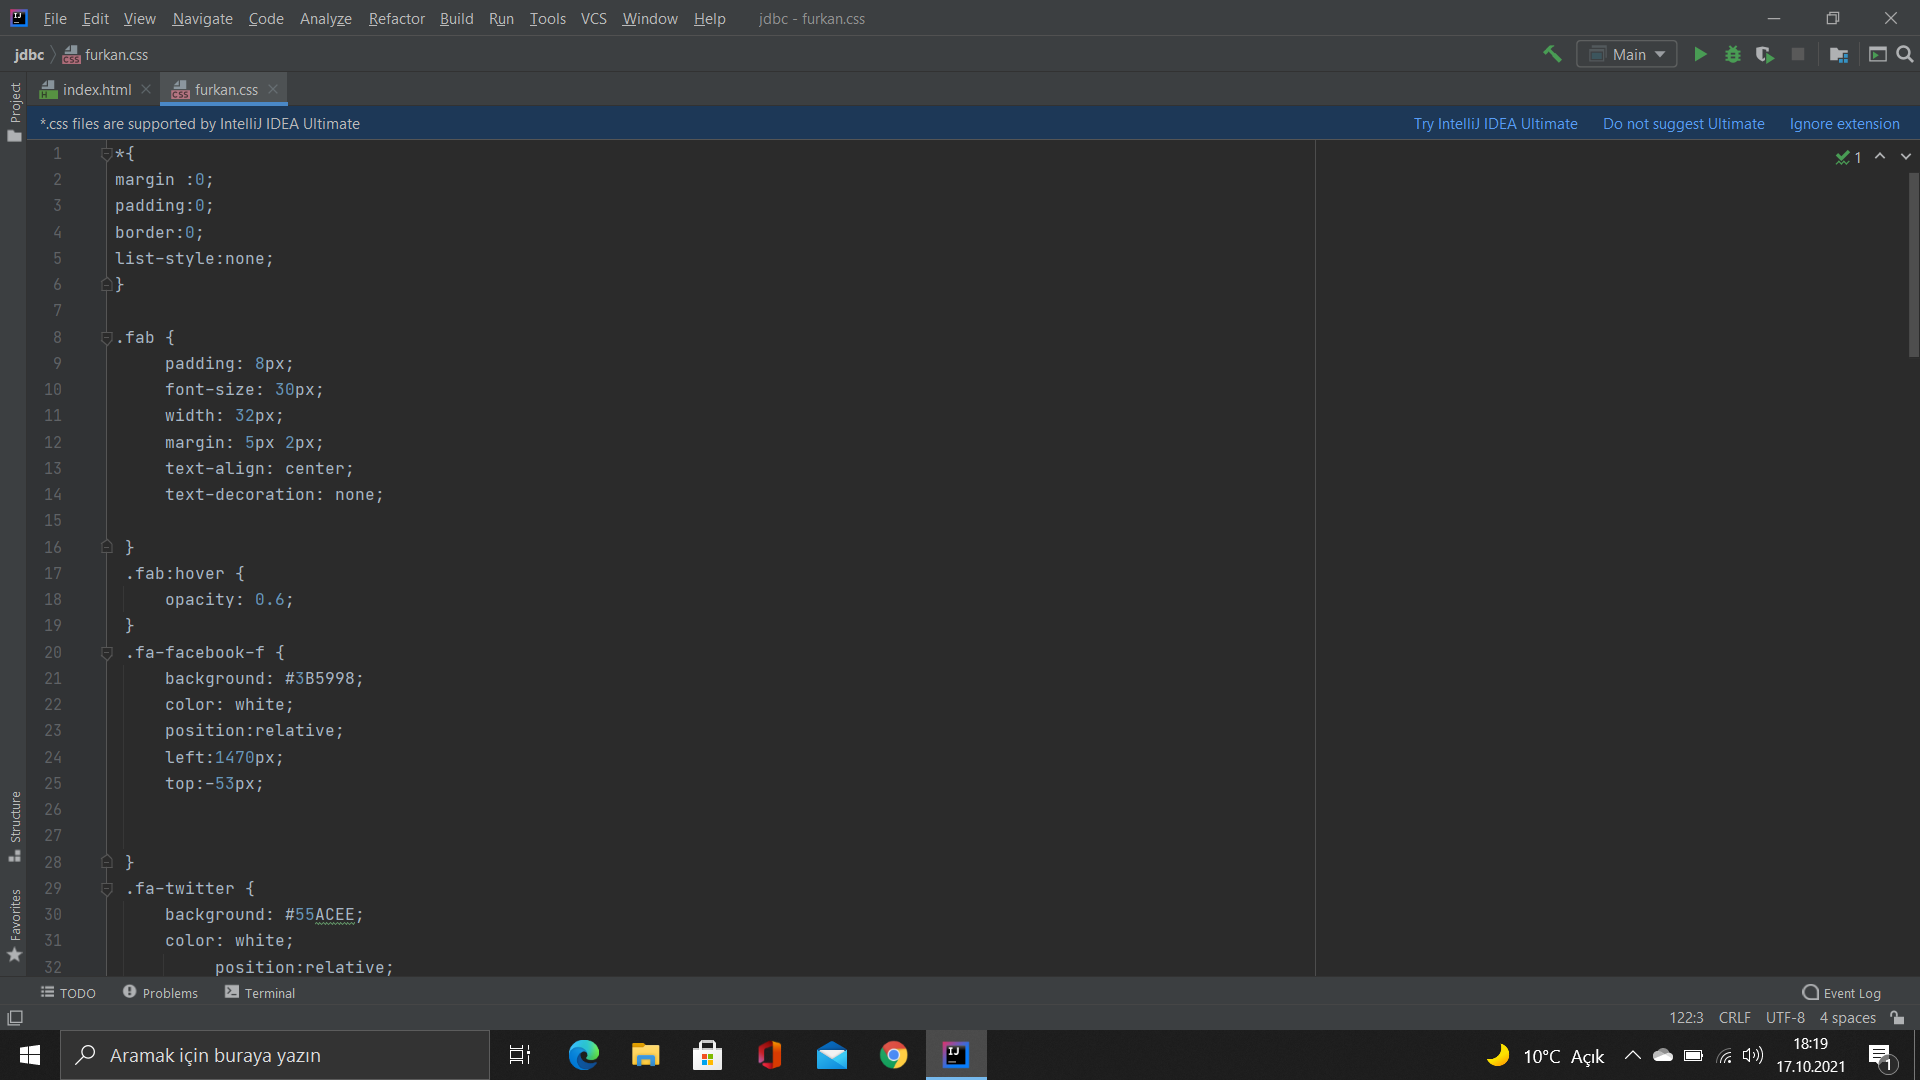 File Edit View Navigate Code Analyze Refactor Build Run Tools VCS Window Help jdbc - furkan.css
jdbc furkan.css Main
index.html furkan.css
Project
*.css files are supported by IntelliJ IDEA Ultimate Try IntelliJ IDEA Ultimate Do not suggest Ultimate Ignore extension
1 *{ 1
2 margin :0;
3 padding:0;
4 border:0;
5 list-style:none;
6 }
7
8 .fab {
9 padding: 8px;
10 font-size: 30px;
11 width: 32px;
12 margin: 5px 2px;
13 text-align: center;
14 text-decoration: none;
15
16 }
17 .fab:hover {
18 opacity: 0.6;
19 }
20 .fa-facebook-f {
21 background: #3B5998;
22 color: white;
23 position:relative;
24 left:1470px;
25 top:-53px;
26
27
28 }
29 .fa-twitter {
30 background: #55ACEE;
31 color: white;
32 position:relative;
Structure
Favorites
TODO Problems Terminal Event Log
122:3 CRLF UTF-8 4 spaces
Aramak için buraya yazın 10°C Açık 18:19
17.10.2021 1